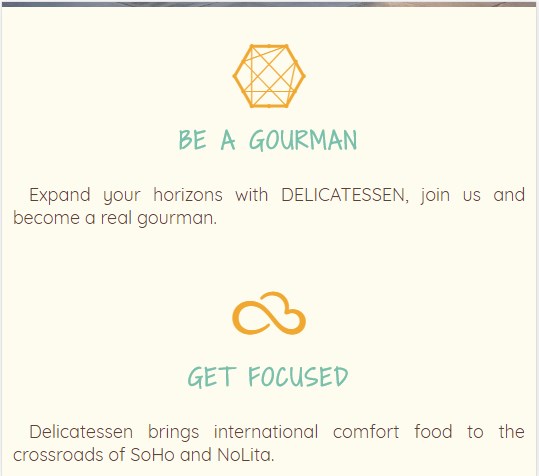 BE A GOURMAN
Expand your horizons with DELICATESSEN, join us and
become a real gourman.
GET FOCUSED
Delicatessen brings international comfort food to the
crossroads of SoHo and NoLita.